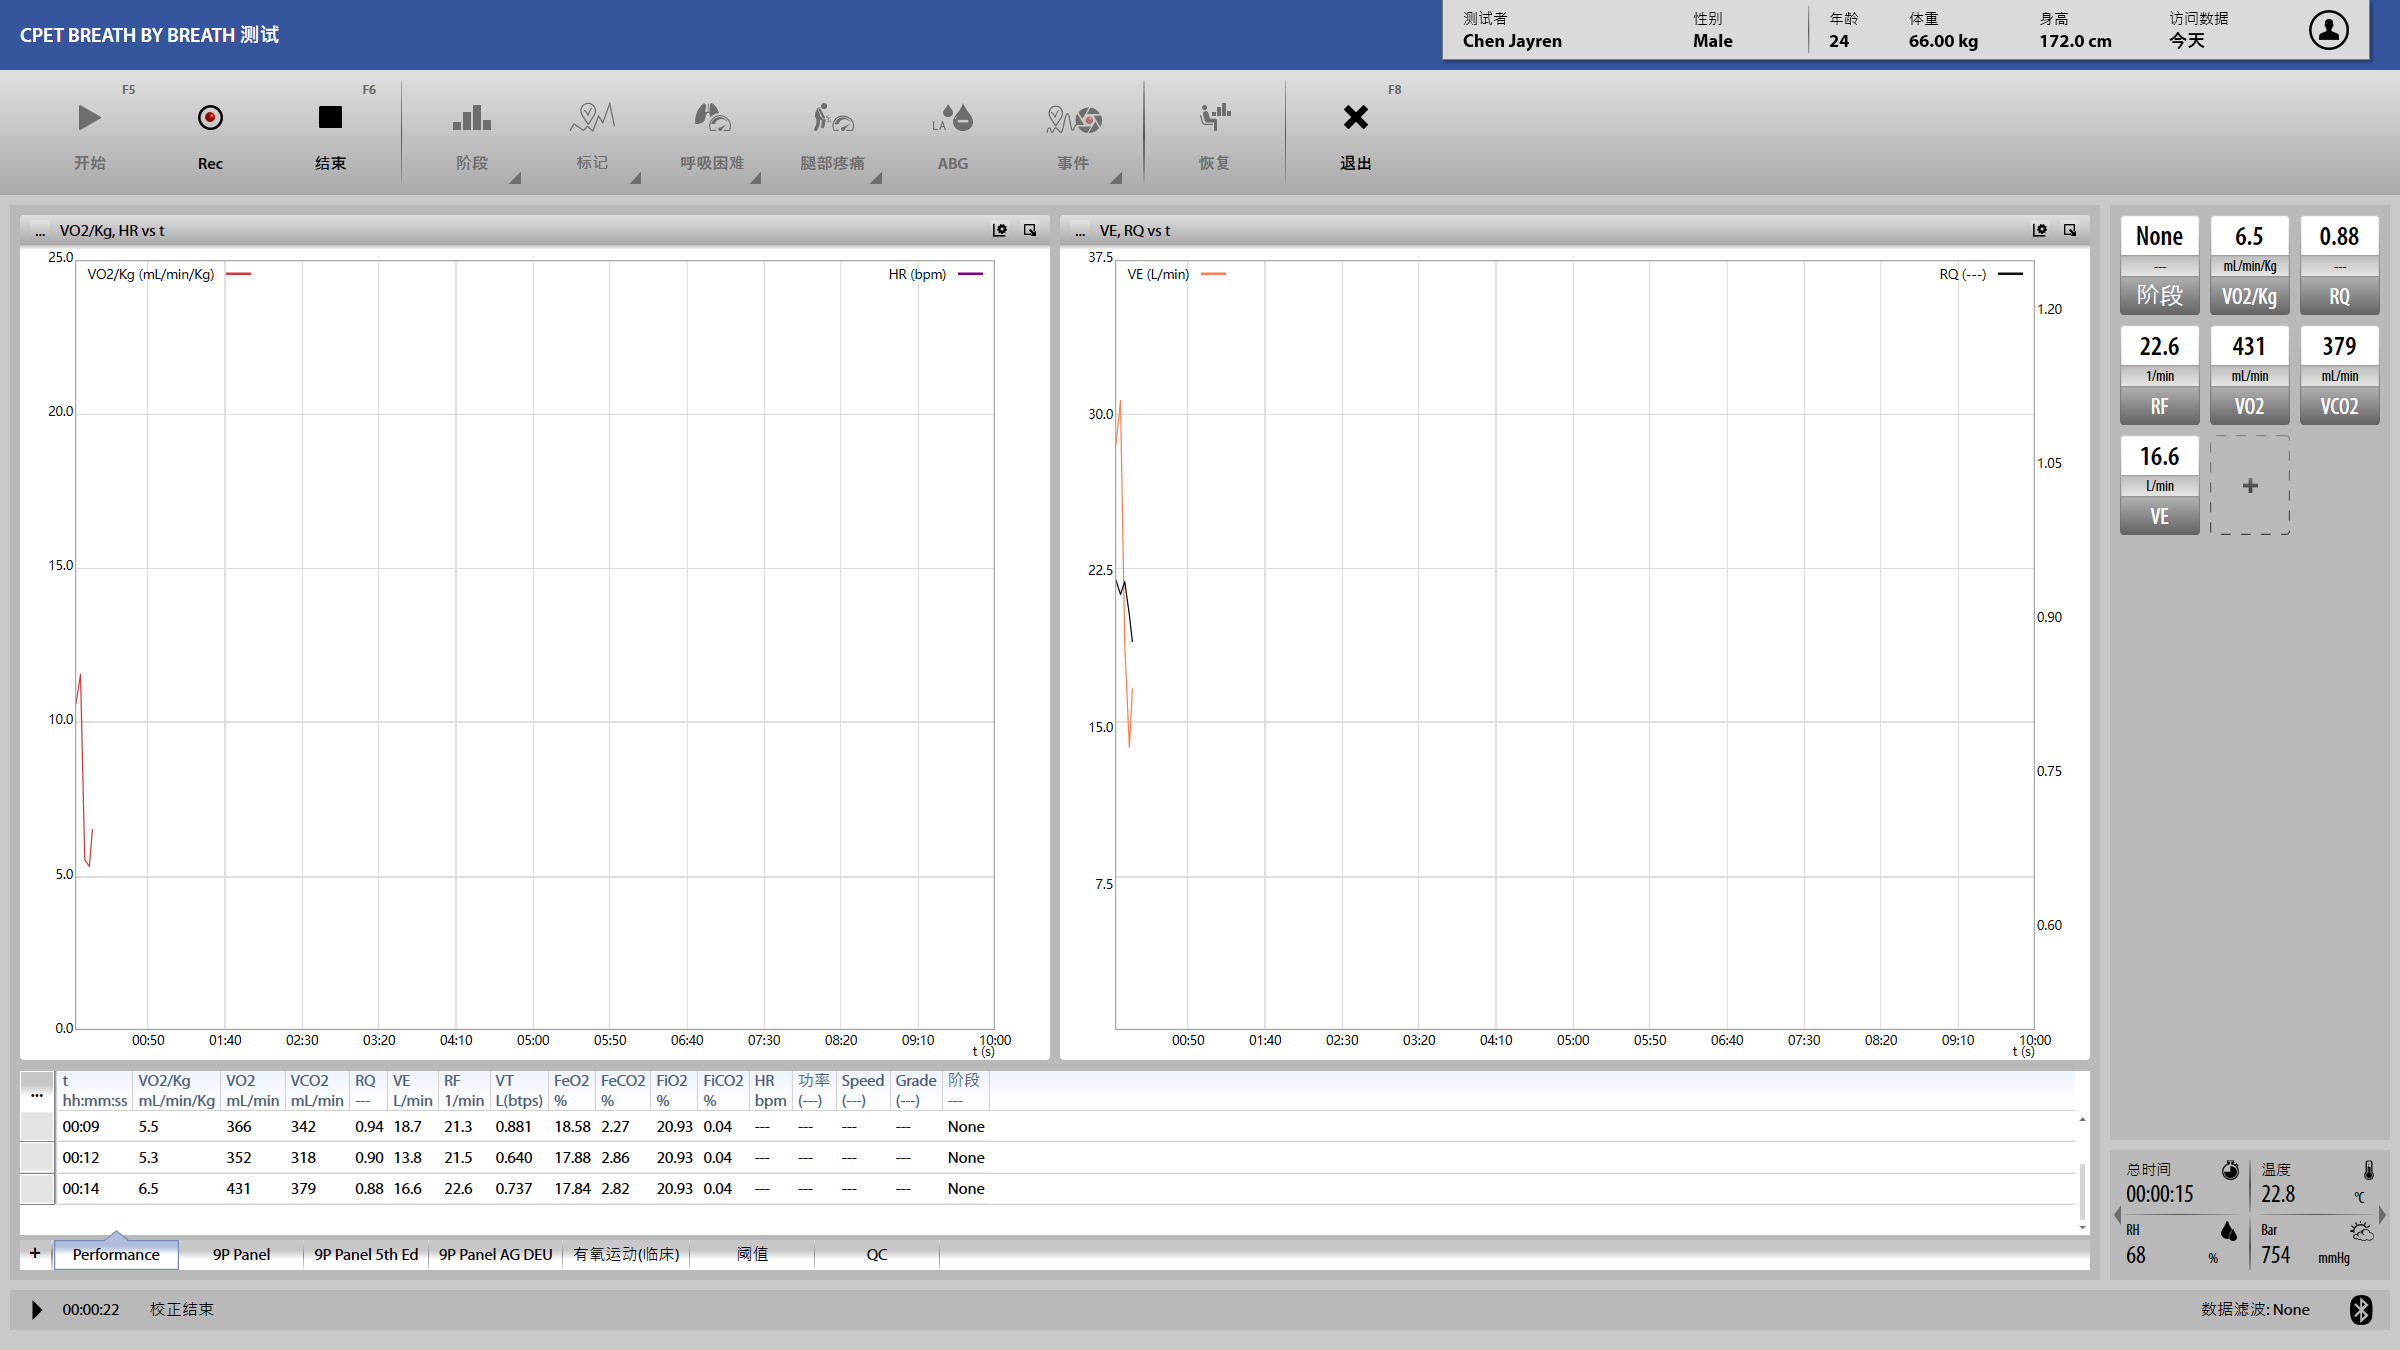 CPET BREATH BY BREATH 测试
测试者 性别 年龄 体重 身高 访问数据
Chen Jayren Male 24 66.00 kg 172.0 cm 今天
F5 F6 F8
开始 Rec 结束 阶段 标记 呼吸困难 腿部疼痛 LA ABG 事件 恢复 退出
... VO2/Kg, HR vs t
VO2/Kg (mL/min/Kg) HR (bpm)
25.0
20.0
15.0
10.0
5.0
0.0
00:50 01:40 02:30 03:20 04:10 05:00 05:50 06:40 07:30 08:20 09:10 10:00
t (s)
... VE, RQ vs t
VE (L/min) RQ (---)
37.5
30.0
22.5
15.0
7.5
1.20
1.05
0.90
0.75
0.60
00:50 01:40 02:30 03:20 04:10 05:00 05:50 06:40 07:30 08:20 09:10 10:00
t (s)
None 6.5 0.88
--- mL/min/Kg ---
阶段 VO2/Kg RQ
22.6 431 379
1/min mL/min mL/min
RF VO2 VCO2
16.6
L/min
VE
+
... t VO2/Kg VO2 VCO2 RQ VE RF VT FeO2 FeCO2 FiO2 FiCO2 HR 功率 Speed Grade 阶段
hh:mm:ss mL/min/Kg mL/min mL/min --- L/min 1/min L(btps) % % % % bpm (---) (---) (---) ---
00:09 5.5 366 342 0.94 18.7 21.3 0.881 18.58 2.27 20.93 0.04 --- --- --- --- None
00:12 5.3 352 318 0.90 13.8 21.5 0.640 17.88 2.86 20.93 0.04 --- --- --- --- None
00:14 6.5 431 379 0.88 16.6 22.6 0.737 17.84 2.82 20.93 0.04 --- --- --- --- None
+ Performance 9P Panel 9P Panel 5th Ed 9P Panel AG DEU 有氧运动(临床) 阈值 QC
总时间 温度
00:00:15 22.8 °C
RH Bar
68 % 754 mmHg
00:00:22 校正结束 数据滤波: None